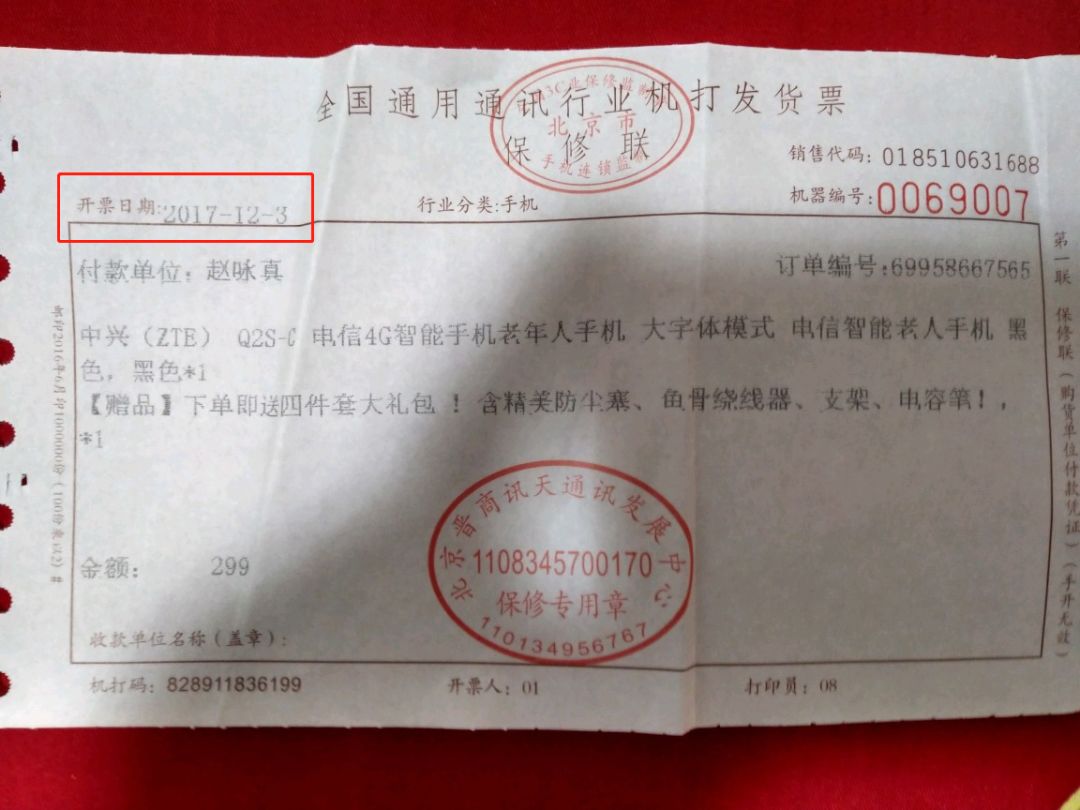 全国通用通讯行业机打发货票
保修联
北京市
手机连锁监
销售代码：018510631688
机器编号：0069007
开票日期：2017-12-3
行业分类：手机
付款单位：赵咏真
订单编号：69958667565
中兴（ZTE） Q2S-C 电信4G智能手机老年人手机 大字体模式 电信智能老人手机 黑
色，黑色*1
【赠品】下单即送四件套大礼包 ！ 含精美防尘塞、鱼骨绕线器、支架、电容笔！，
*1
金额： 299
北京晋商讯天通讯发展中心
1108345700170
保修专用章
110134956767
收款单位名称（盖章）：
机打码：828911836199
开票人：01
打印员：08
第一联 保修联（购货单位付款凭证）（手开无效）